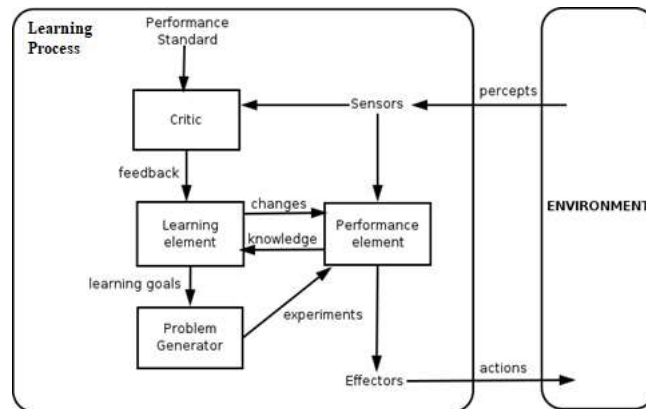 Learning
Process
Performance
Standard
percepts
Sensors
Critic
feedback
changes
ENVIRONMENT
Learning
element
knowledge
Performance
element
learning goals
experiments
Problem
Generator
Effectors
actions